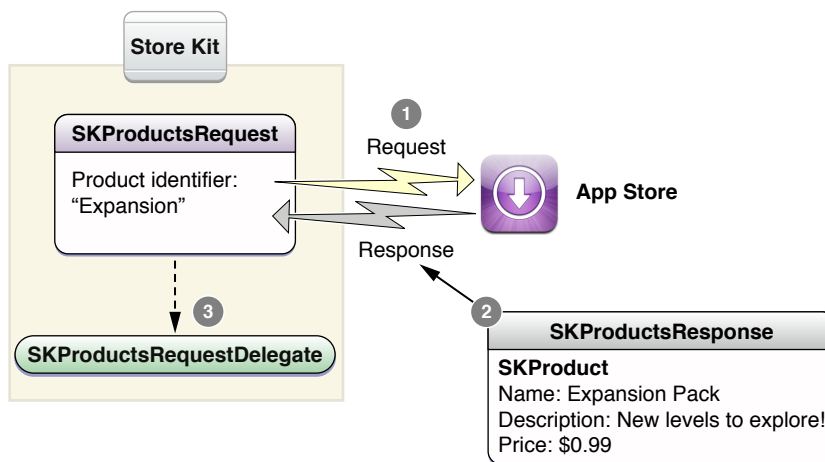 Store Kit
SKProductsRequest
Product identifier:
“Expansion”
1
Request
App Store
Response
3
SKProductsRequestDelegate
2
SKProductsResponse
SKProduct
Name: Expansion Pack
Description: New levels to explore!
Price: $0.99